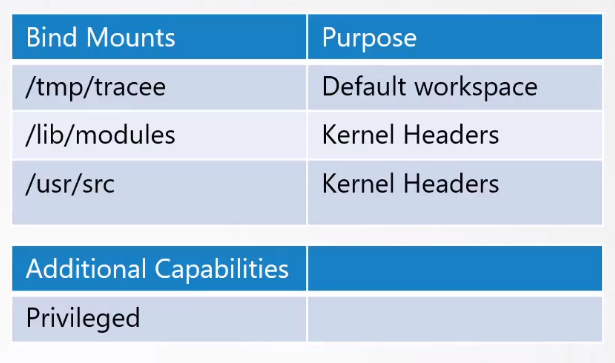 Bind Mounts Purpose
/tmp/tracee Default workspace
/lib/modules Kernel Headers
/usr/src Kernel Headers
Additional Capabilities
Privileged